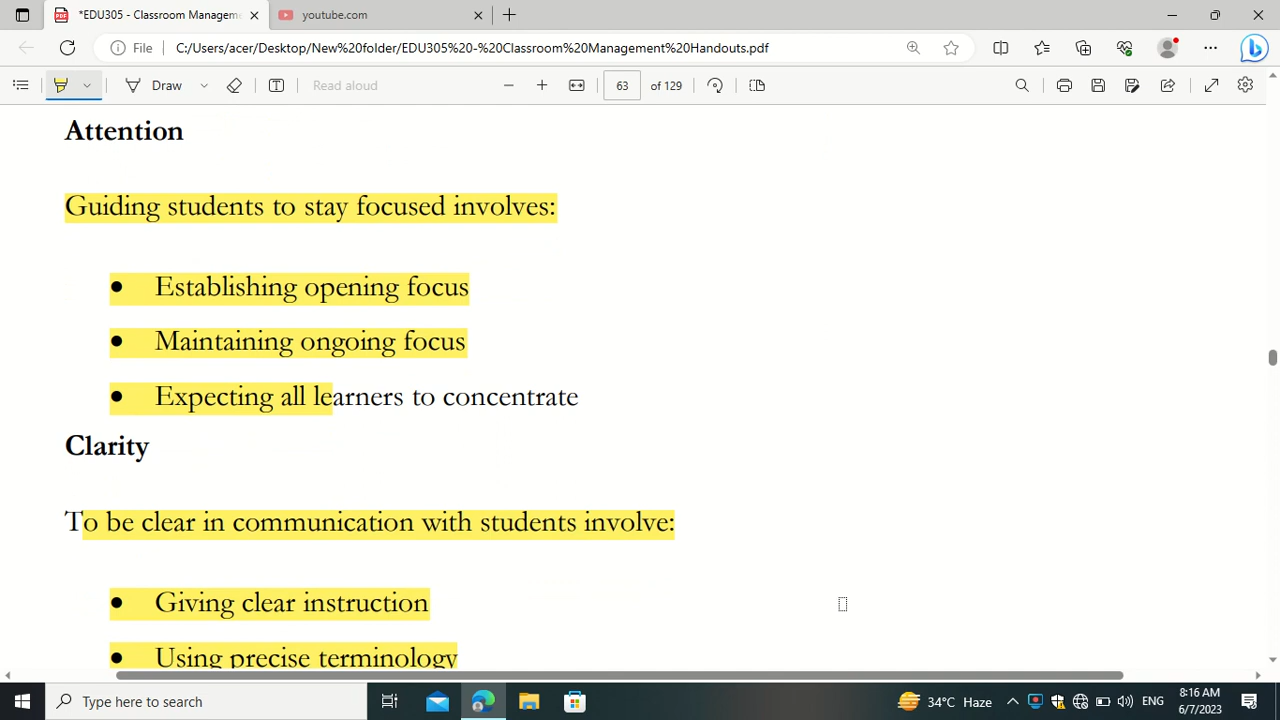 *EDU305 - Classroom Managem
youtube.com
File
C:/Users/acer/Desktop/New%20folder/EDU305%20-%20Classroom%20Management%20Handouts.pdf
Draw
Read aloud
63
of 129
Attention
Guiding students to stay focused involves:
• Establishing opening focus
• Maintaining ongoing focus
• Expecting all learners to concentrate
Clarity
To be clear in communication with students involve:
• Giving clear instruction
• Using precise terminology
Type here to search
34°C Haze
ENG
8:16 AM
6/7/2023